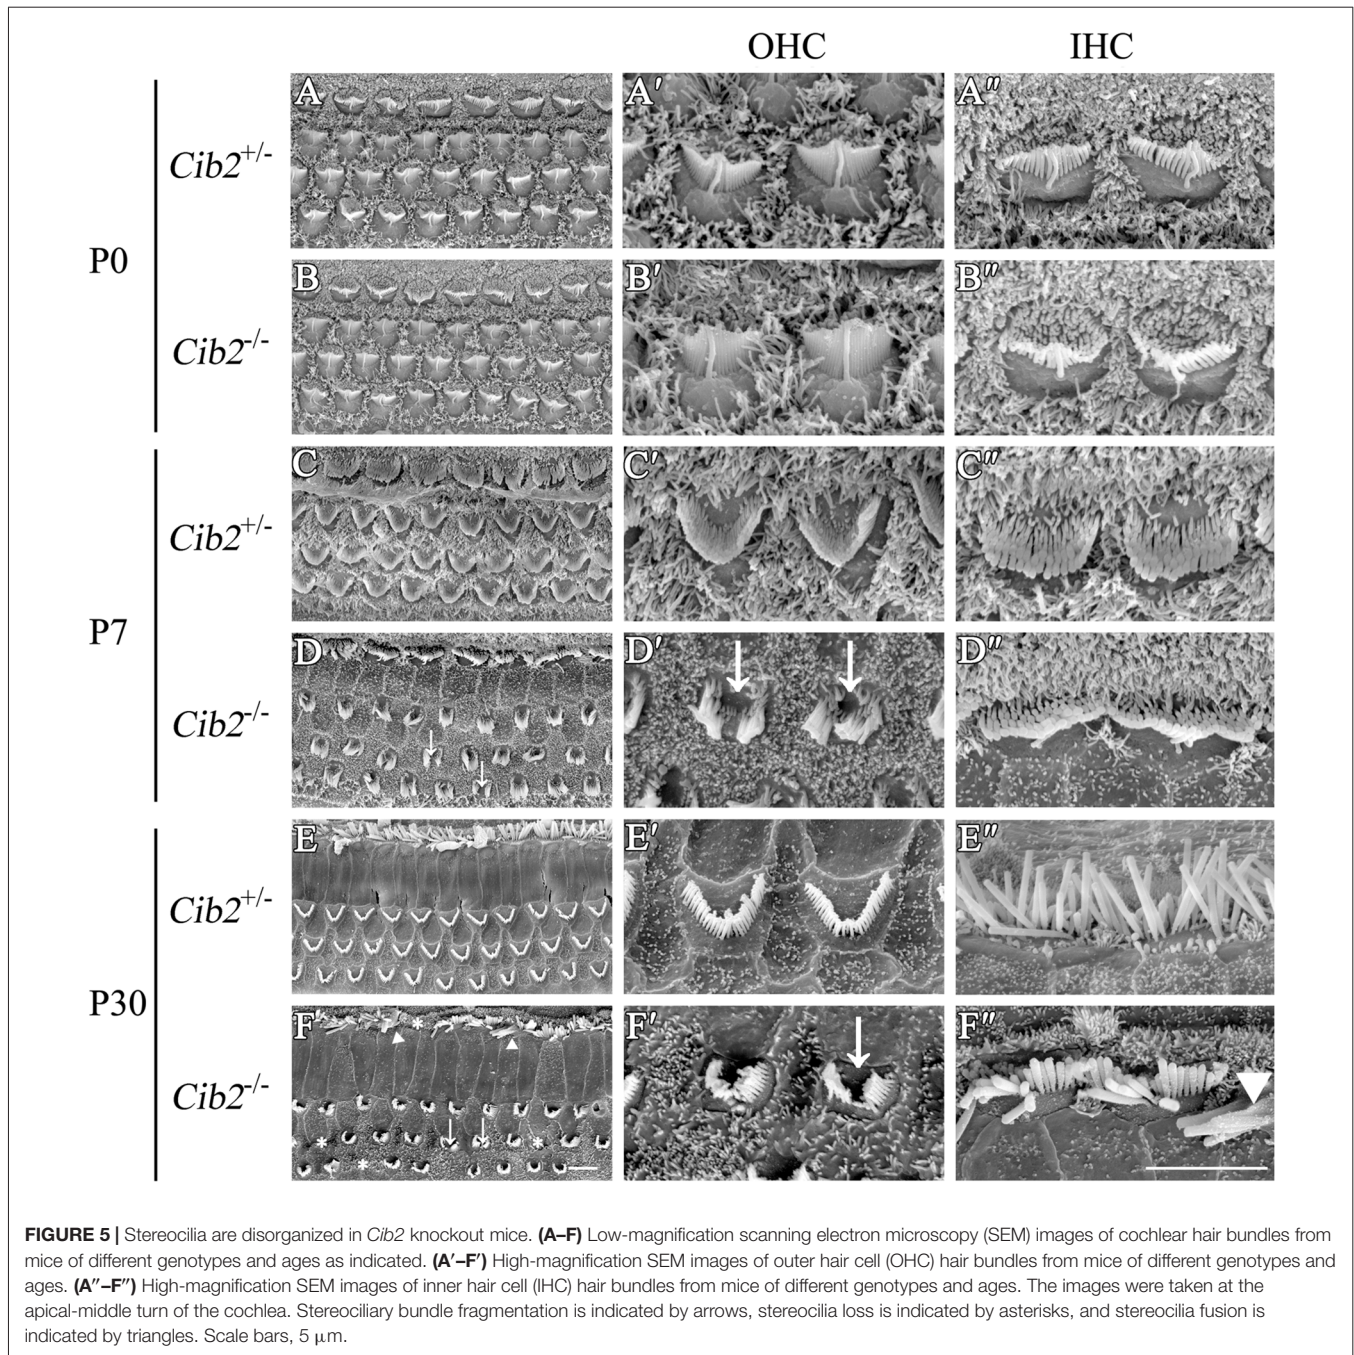 OHC IHC
A A′ A″
Cib2+/-
P0
B B′ B″
Cib2-/-
C C′ C″
Cib2+/-
P7
D D′ D″
Cib2-/-
E E′ E″
Cib2+/-
P30
F F′ F″
* *
Cib2-/-
* * *
*
FIGURE 5 | Stereocilia are disorganized in Cib2 knockout mice. (A–F) Low-magnification scanning electron microscopy (SEM) images of cochlear hair bundles from
mice of different genotypes and ages as indicated. (A′–F′) High-magnification SEM images of outer hair cell (OHC) hair bundles from mice of different genotypes and
ages. (A″–F″) High-magnification SEM images of inner hair cell (IHC) hair bundles from mice of different genotypes and ages. The images were taken at the
apical-middle turn of the cochlea. Stereociliary bundle fragmentation is indicated by arrows, stereocilia loss is indicated by asterisks, and stereocilia fusion is
indicated by triangles. Scale bars, 5 μm.